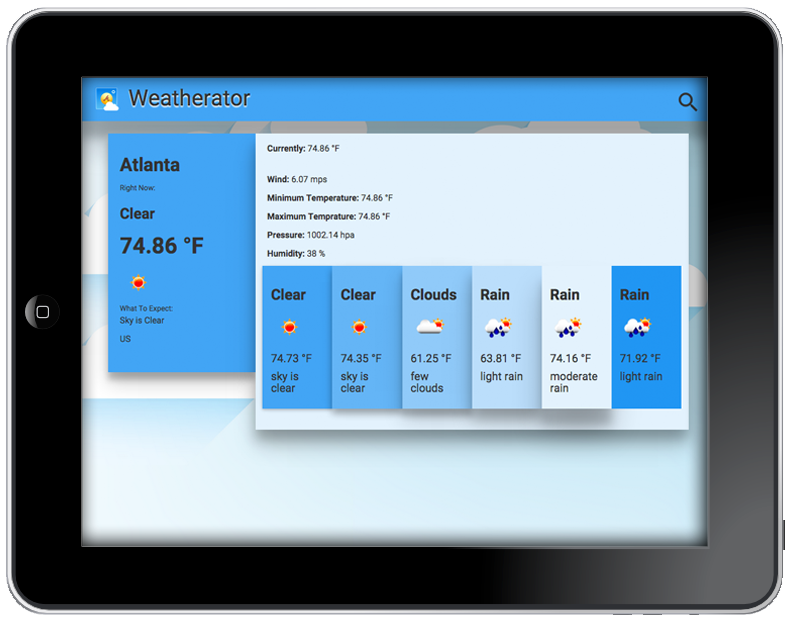 Weatherator
Atlanta
Right Now:
Clear
74.86 °F
What To Expect:
Sky is Clear
US
Currently: 74.86 °F
Wind: 6.07 mps
Minimum Temperature: 74.86 °F
Maximum Temprature: 74.86 °F
Pressure: 1002.14 hpa
Humidity: 38 %
Clear
74.73 °F
sky is
clear
Clear
74.35 °F
sky is
clear
Clouds
61.25 °F
few
clouds
Rain
63.81 °F
light rain
Rain
74.16 °F
moderate
rain
Rain
71.92 °F
light rain